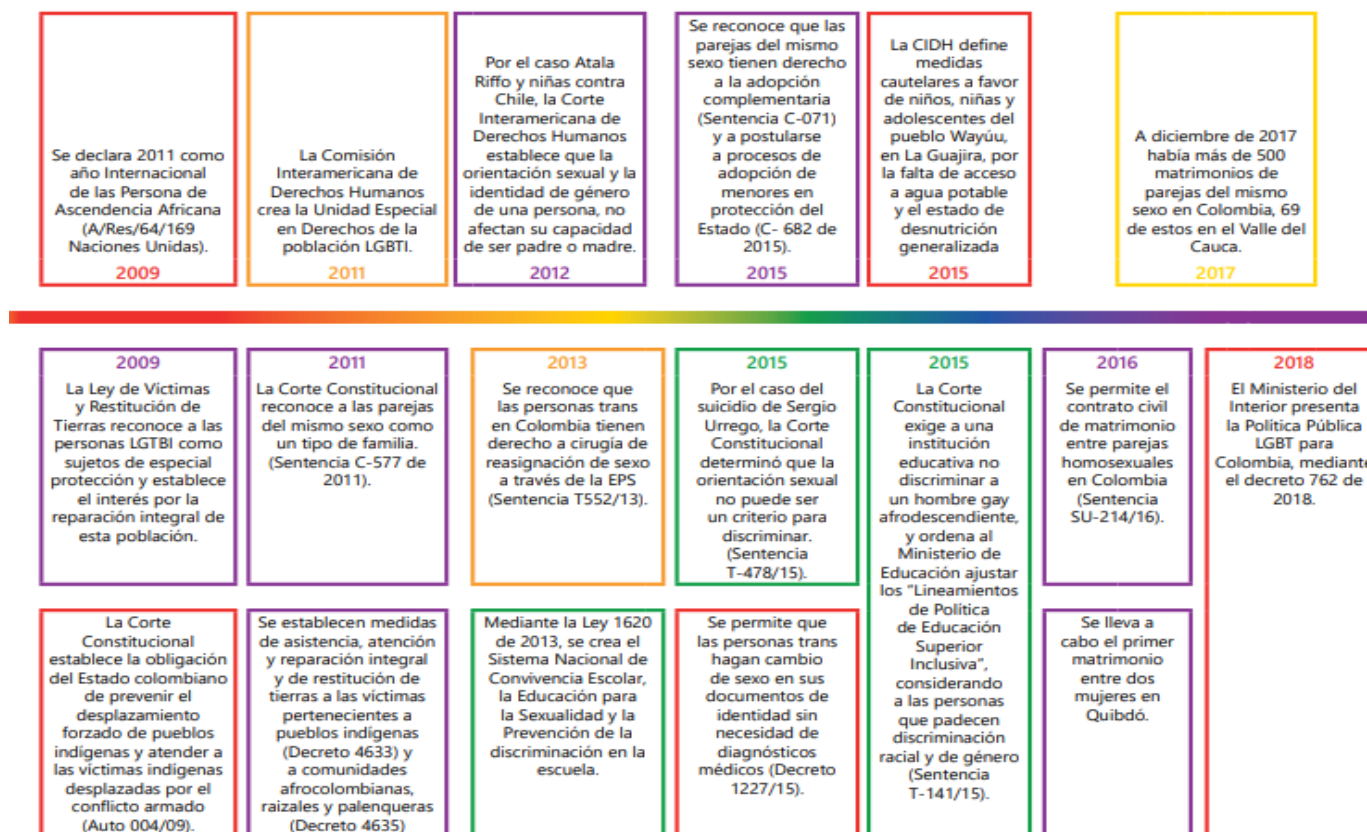 Se declara 2011 como
año Internacional
de las Persona de
Ascendencia Africana
(A/Res/64/169
Naciones Unidas).
2009
La Comisión
Interamericana de
Derechos Humanos
crea la Unidad Especial
en Derechos de la
población LGBTI.
2011
Por el caso Atala
Riffo y niñas contra
Chile, la Corte
Interamericana de
Derechos Humanos
establece que la
orientación sexual y la
identidad de género
de una persona, no
afectan su capacidad
de ser padre o madre.
2012
Se reconoce que las
parejas del mismo
sexo tienen derecho
a la adopción
complementaria
(Sentencia C-071)
y a postularse
a procesos de
adopción de
menores en
protección del
Estado (C- 682 de
2015).
2015
La CIDH define
medidas
cautelares a favor
de niños, niñas y
adolescentes del
pueblo Wayúu,
en La Guajira, por
la falta de acceso
a agua potable
y el estado de
desnutrición
generalizada
2015
A diciembre de 2017
había más de 500
matrimonios de
parejas del mismo
sexo en Colombia, 69
de estos en el Valle del
Cauca.
2017
2009
La Ley de Víctimas
y Restitución de
Tierras reconoce a las
personas LGTBI como
sujetos de especial
protección y establece
el interés por la
reparación integral de
esta población.
2011
La Corte Constitucional
reconoce a las parejas
del mismo sexo como
un tipo de familia.
(Sentencia C-577 de
2011).
2013
Se reconoce que
las personas trans
en Colombia tienen
derecho a cirugía de
reasignación de sexo
a través de la EPS
(Sentencia T552/13).
2015
Por el caso del
suicidio de Sergio
Urrego, la Corte
Constitucional
determinó que la
orientación sexual
no puede ser
un criterio para
discriminar.
(Sentencia
T-478/15).
2015
La Corte
Constitucional
exige a una
institución
educativa no
discriminar a
un hombre gay
afrodescendiente,
y ordena al
Ministerio de
Educación ajustar
los "Lineamientos
de Política
de Educación
Superior
Inclusiva",
considerando
a las personas
que padecen
discriminación
racial y de género
(Sentencia
T-141/15).
2016
Se permite el
contrato civil
de matrimonio
entre parejas
homosexuales
en Colombia
(Sentencia
SU-214/16).
2018
El Ministerio del
Interior presenta
la Política Pública
LGBT para
Colombia, mediante
el decreto 762 de
2018.
La Corte
Constitucional
establece la obligación
del Estado colombiano
de prevenir el
desplazamiento
forzado de pueblos
indígenas y atender a
las víctimas indígenas
desplazadas por el
conflicto armado
(Auto 004/09).
Se establecen medidas
de asistencia, atención
y reparación integral
y de restitución de
tierras a las víctimas
pertenecientes a
pueblos indígenas
(Decreto 4633) y
a comunidades
afrocolombianas,
raizales y palenqueras
(Decreto 4635)
Mediante la Ley 1620
de 2013, se crea el
Sistema Nacional de
Convivencia Escolar,
la Educación para
la Sexualidad y la
Prevención de la
discriminación en la
escuela.
Se permite que
las personas trans
hagan cambio
de sexo en sus
documentos de
identidad sin
necesidad de
diagnósticos
médicos (Decreto
1227/15).
Se lleva a
cabo el primer
matrimonio
entre dos
mujeres en
Quibdó.